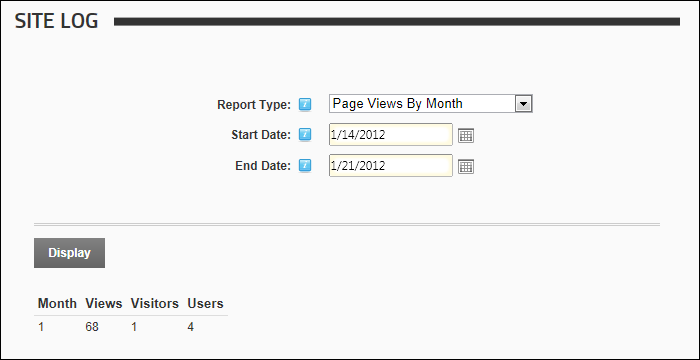 SITE LOG
Report Type: Page Views By Month
Start Date: 1/14/2012
End Date: 1/21/2012
Display
Month Views Visitors Users
1 68 1 4